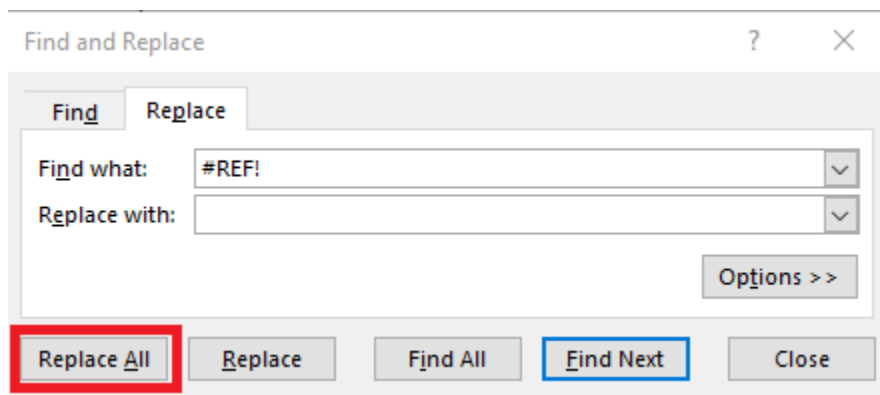 Find and Replace ?
Find Replace
Find what: #REF!
Replace with:
Options >>
Replace All Replace Find All Find Next Close